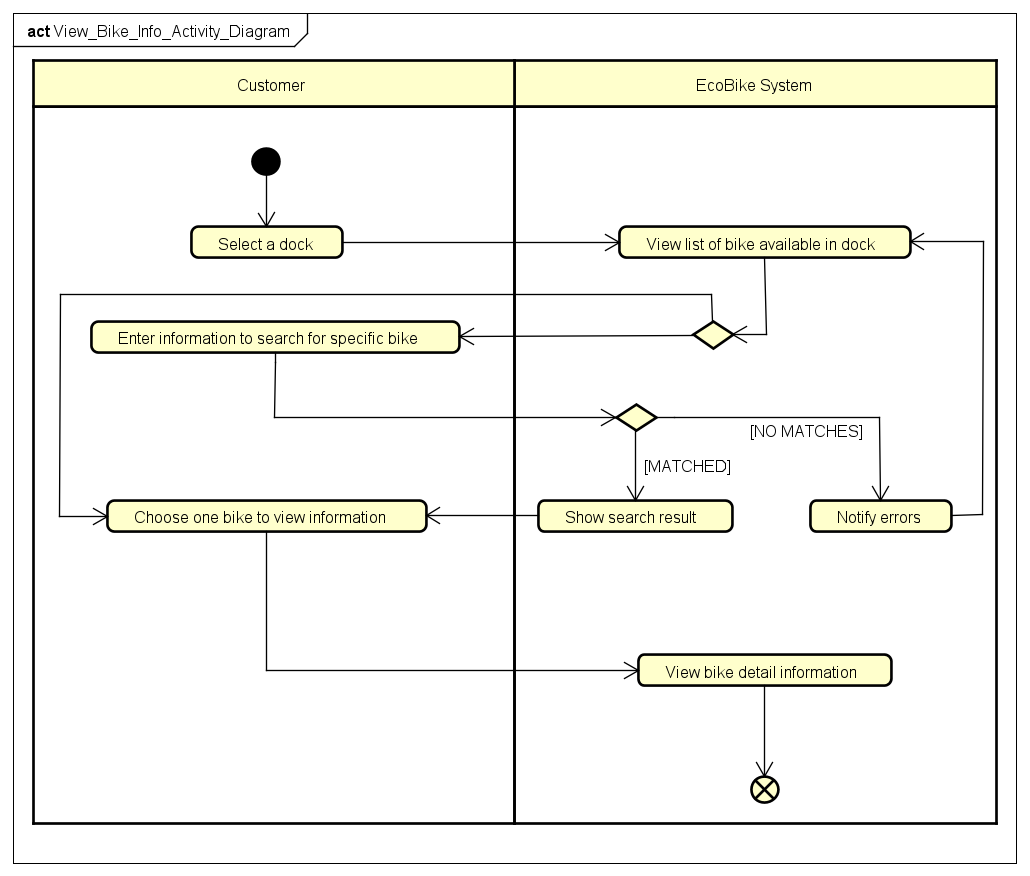 act View_Bike_Info_Activity_Diagram
Customer
EcoBike System
Select a dock
View list of bike available in dock
Enter information to search for specific bike
[NO MATCHES]
[MATCHED]
Choose one bike to view information
Show search result
Notify errors
View bike detail information